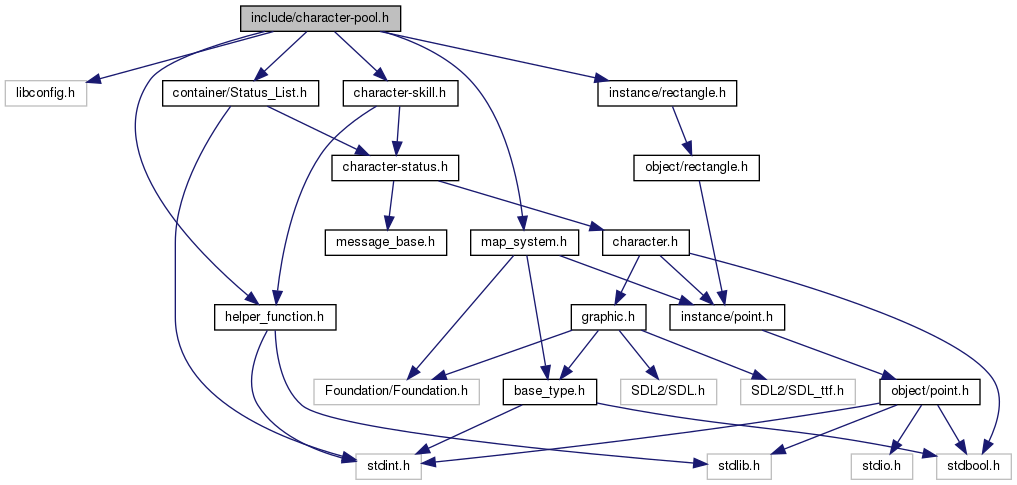 include/character-pool.h
libconfig.h
container/Status_List.h
character-skill.h
instance/rectangle.h
character-status.h
object/rectangle.h
message_base.h
map_system.h
character.h
helper_function.h
graphic.h
instance/point.h
Foundation/Foundation.h
base_type.h
SDL2/SDL.h
SDL2/SDL_ttf.h
object/point.h
stdint.h
stdlib.h
stdio.h
stdbool.h